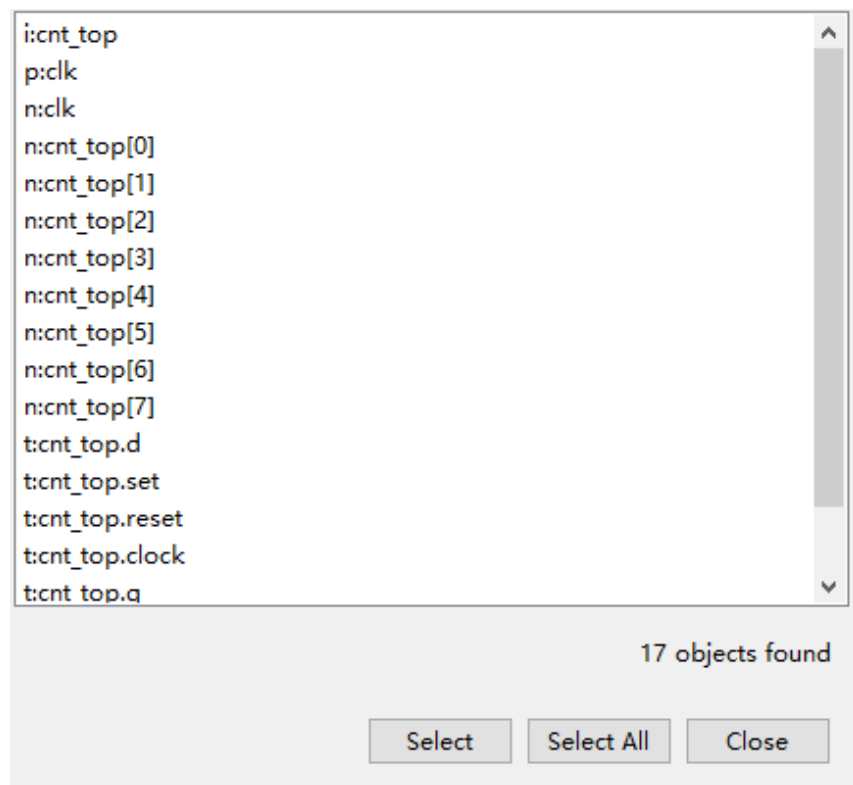 i:cnt_top
p:clk
n:clk
n:cnt_top[0]
n:cnt_top[1]
n:cnt_top[2]
n:cnt_top[3]
n:cnt_top[4]
n:cnt_top[5]
n:cnt_top[6]
n:cnt_top[7]
t:cnt_top.d
t:cnt_top.set
t:cnt_top.reset
t:cnt_top.clock
t:cnt_top.q
17 objects found
Select
Select All
Close